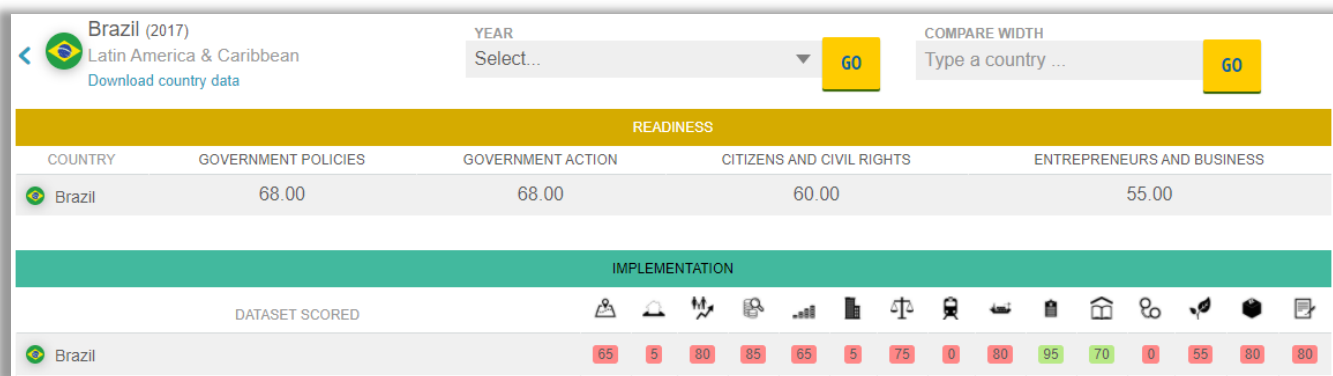 Brazil (2017)
Latin America & Caribbean
Download country data
YEAR
Select...
GO
COMPARE WIDTH
Type a country ...
GO
READINESS
COUNTRY GOVERNMENT POLICIES GOVERNMENT ACTION CITIZENS AND CIVIL RIGHTS ENTREPRENEURS AND BUSINESS
Brazil 68.00 68.00 60.00 55.00
IMPLEMENTATION
DATASET SCORED
Brazil 65 5 80 85 65 5 75 0 80 95 70 0 55 80 80